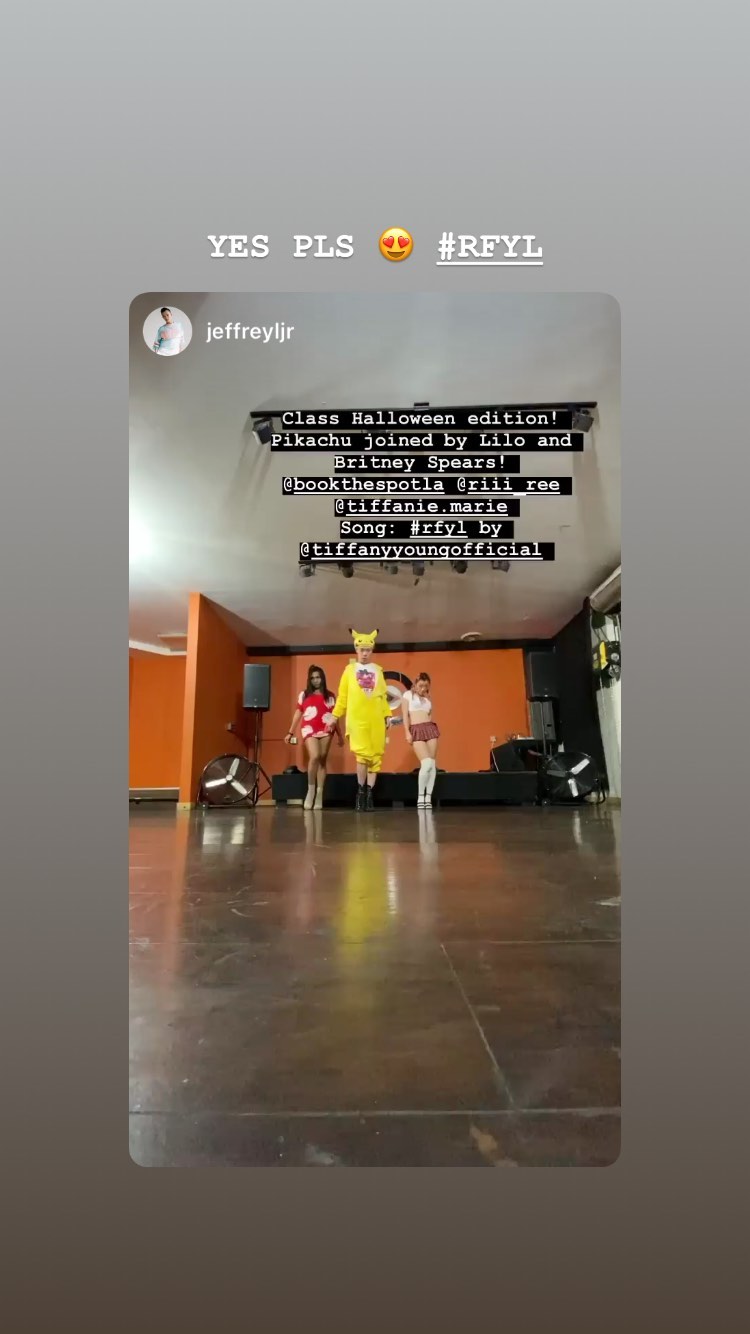 YES PLS 😍 #RFYL
jeffreyljr
Class Halloween edition!
Pikachu joined by Lilo and
Britney Spears!
@bookthespotla @riii_ree
@tiffanie.marie
Song: #rfyl by
@tiffanyyoungofficial